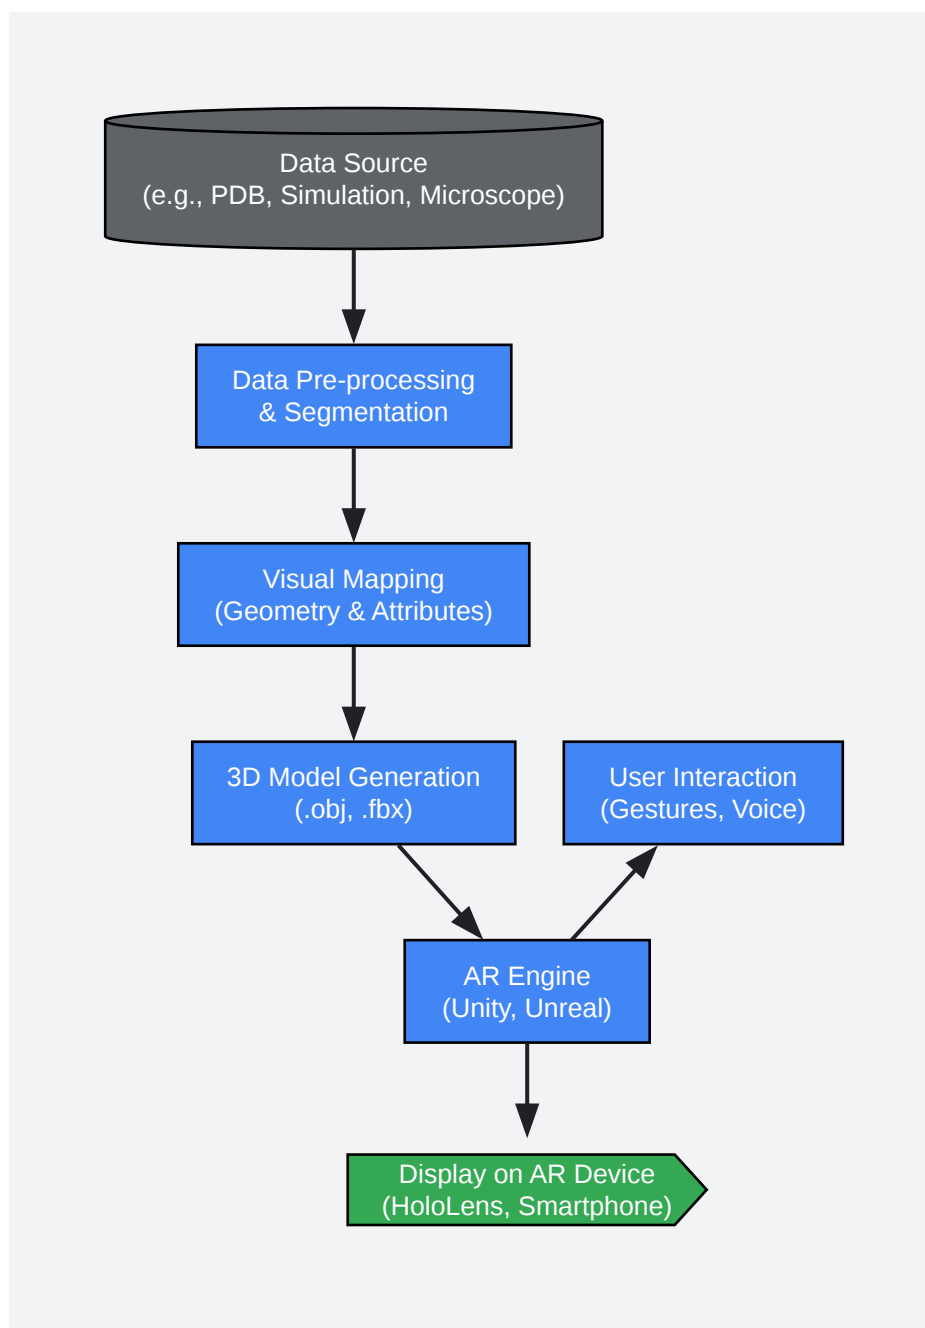 Data Source
(e.g., PDB, Simulation, Microscope)
Data Pre-processing
& Segmentation
Visual Mapping
(Geometry & Attributes)
3D Model Generation
(.obj, .fbx)
User Interaction
(Gestures, Voice)
AR Engine
(Unity, Unreal)
Display on AR Device
(HoloLens, Smartphone)